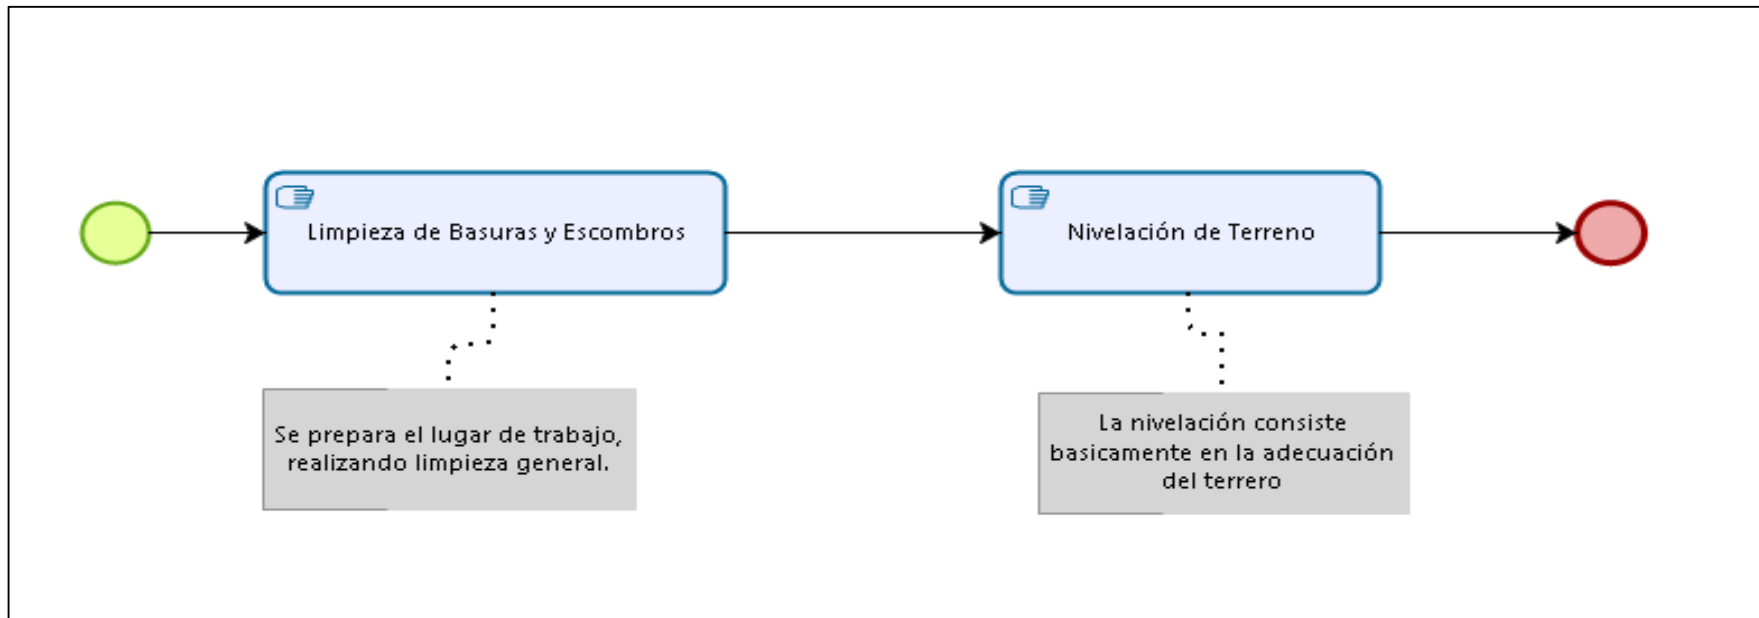 Limpieza de Basuras y Escombros
Nivelación de Terreno
Se prepara el lugar de trabajo,
realizando limpieza general.
La nivelación consiste
basicamente en la adecuación
del terrero